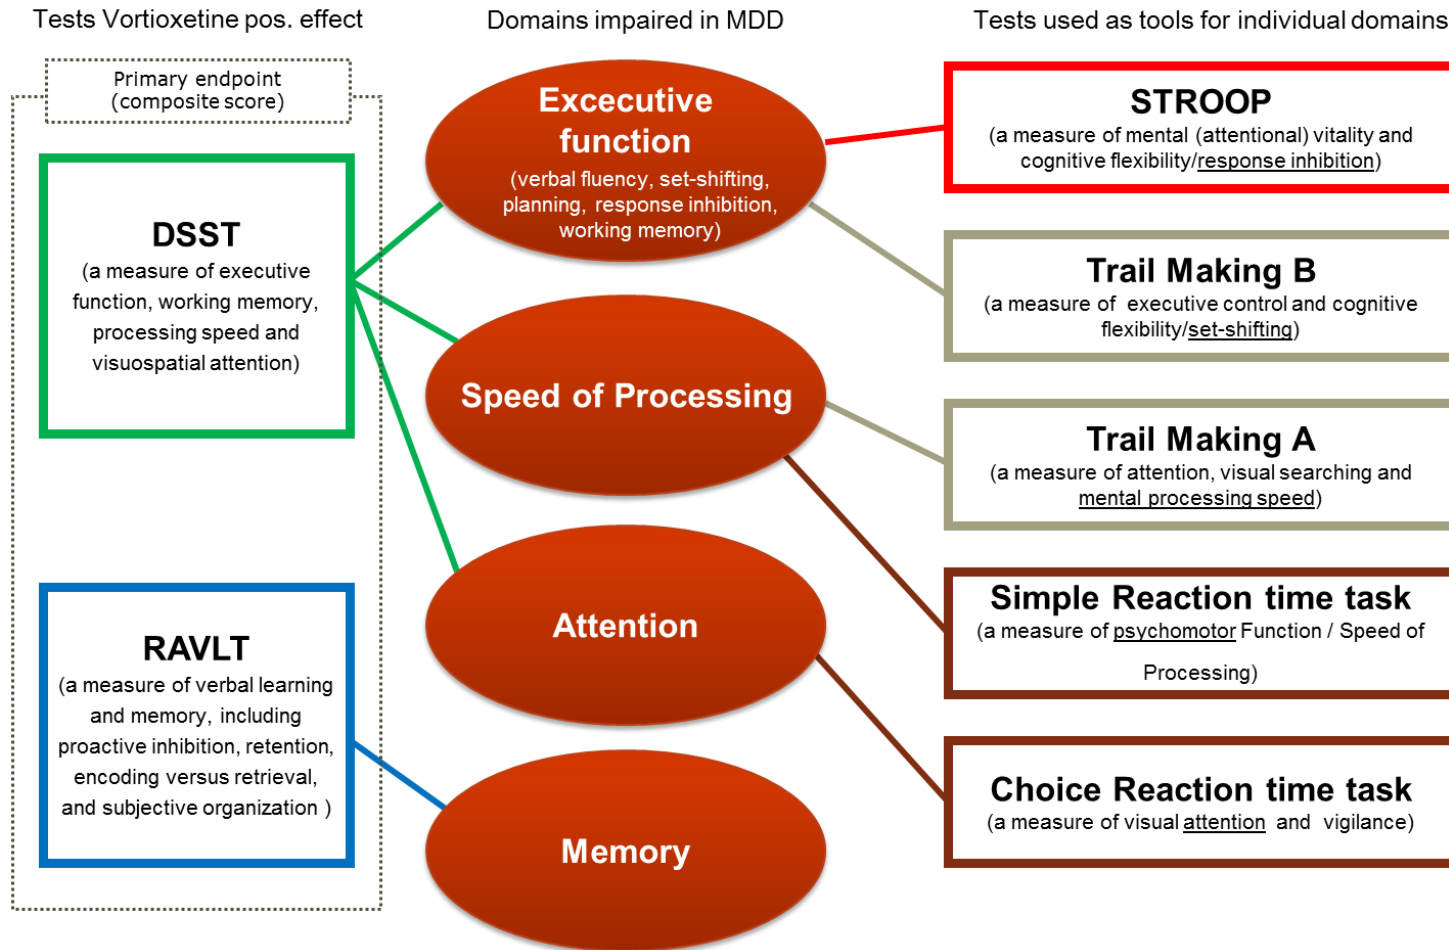 Tests Vortioxetine pos. effect
Domains impaired in MDD
Tests used as tools for individual domains
Primary endpoint
(composite score)
DSST
(a measure of executive
function, working memory,
processing speed and
visuospatial attention)
RAVLT
(a measure of verbal learning
and memory, including
proactive inhibition, retention,
encoding versus retrieval,
and subjective organization )
Excecutive
function
(verbal fluency, set-shifting,
planning, response inhibition,
working memory)
Speed of Processing
Attention
Memory
STROOP
(a measure of mental (attentional) vitality and
cognitive flexibility/response inhibition)
Trail Making B
(a measure of executive control and cognitive
flexibility/set-shifting)
Trail Making A
(a measure of attention, visual searching and
mental processing speed)
Simple Reaction time task
(a measure of psychomotor Function / Speed of
Processing)
Choice Reaction time task
(a measure of visual attention and vigilance)